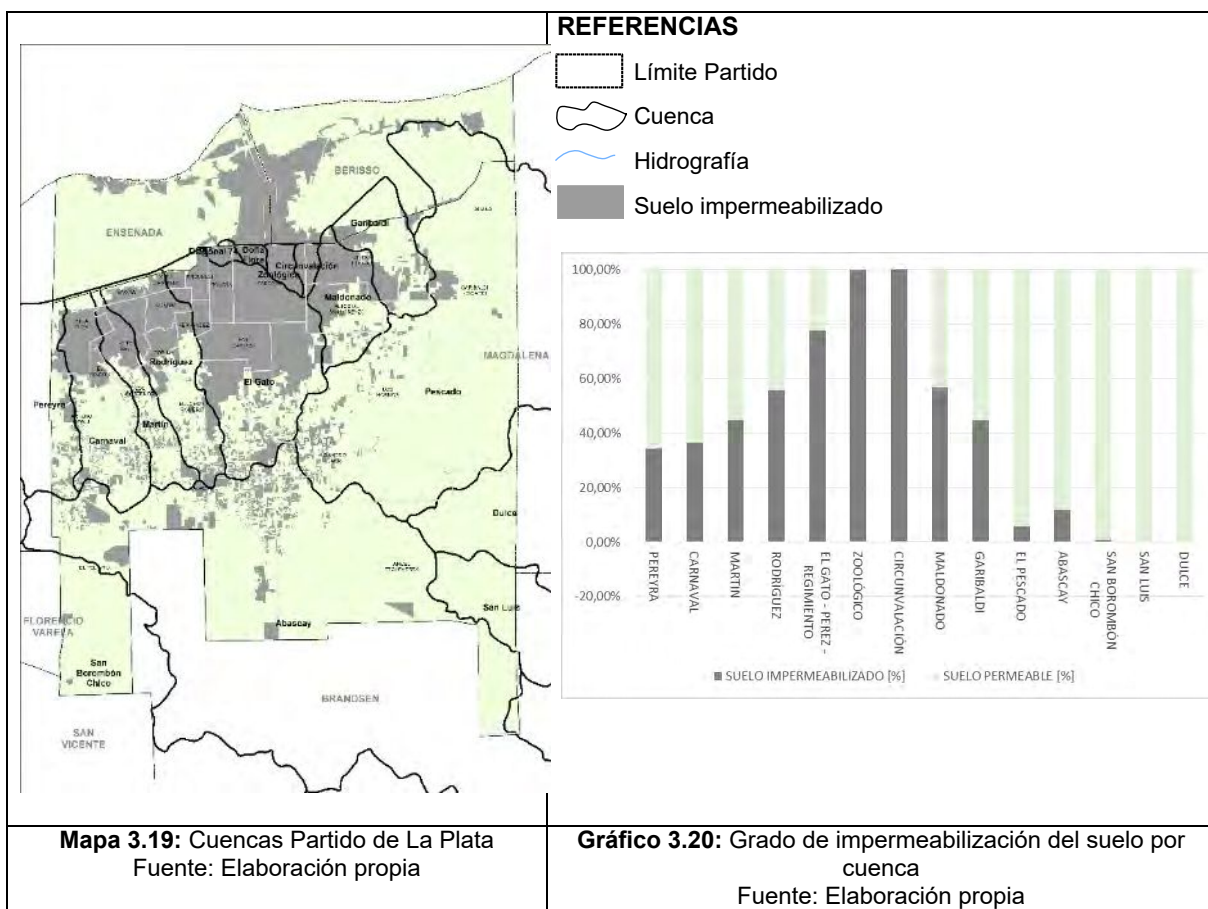 REFERENCIAS
Límite Partido
Cuenca
Hidrografía
Suelo impermeabilizado
BERISSO
ENSENADA
Garibaldi
Doña
Circunvalación
Zoológico
Maldonado
MAGDALENA
Rodríguez
El Gato
Pescado
Pereyra
Martín
Carnaval
Dulce
San Luis
Abascay
FLORENCIO
VARELA
San
Borombón
Chico
BRANDSEN
SAN
VICENTE
100,00%
80,00%
60,00%
40,00%
20,00%
0,00%
-20,00%
PEREYRA
CARNAVAL
MARTIN
RODRÍGUEZ
EL GATO - PEREZ -
REGIMIENTO
ZOOLÓGICO
CIRCUNVALACIÓN
MALDONADO
GARIBALDI
EL PESCADO
ABASCAY
SAN BOROMBÓN
CHICO
SAN LUIS
DULCE
SUELO IMPERMEABILIZADO [%]
SUELO PERMEABLE [%]
Mapa 3.19: Cuencas Partido de La Plata
Fuente: Elaboración propia
Gráfico 3.20: Grado de impermeabilización del suelo por
cuenca
Fuente: Elaboración propia